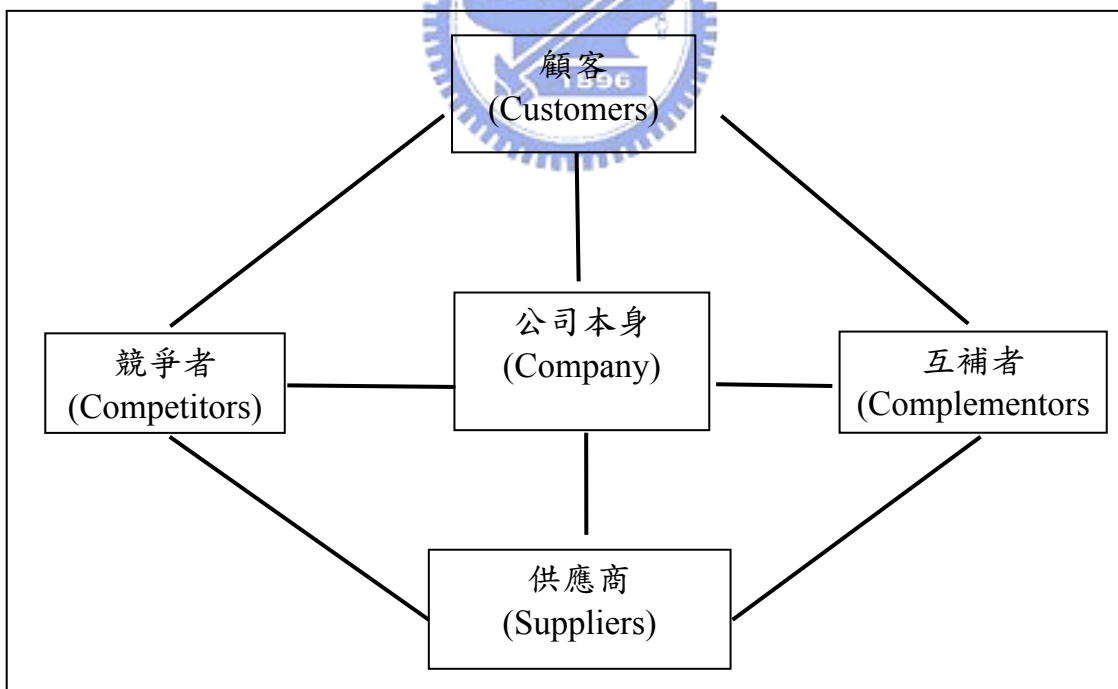 1896
顧客
(Customers)
公司本身
(Company)
競爭者
(Competitors)
互補者
(Complementors
供應商
(Suppliers)